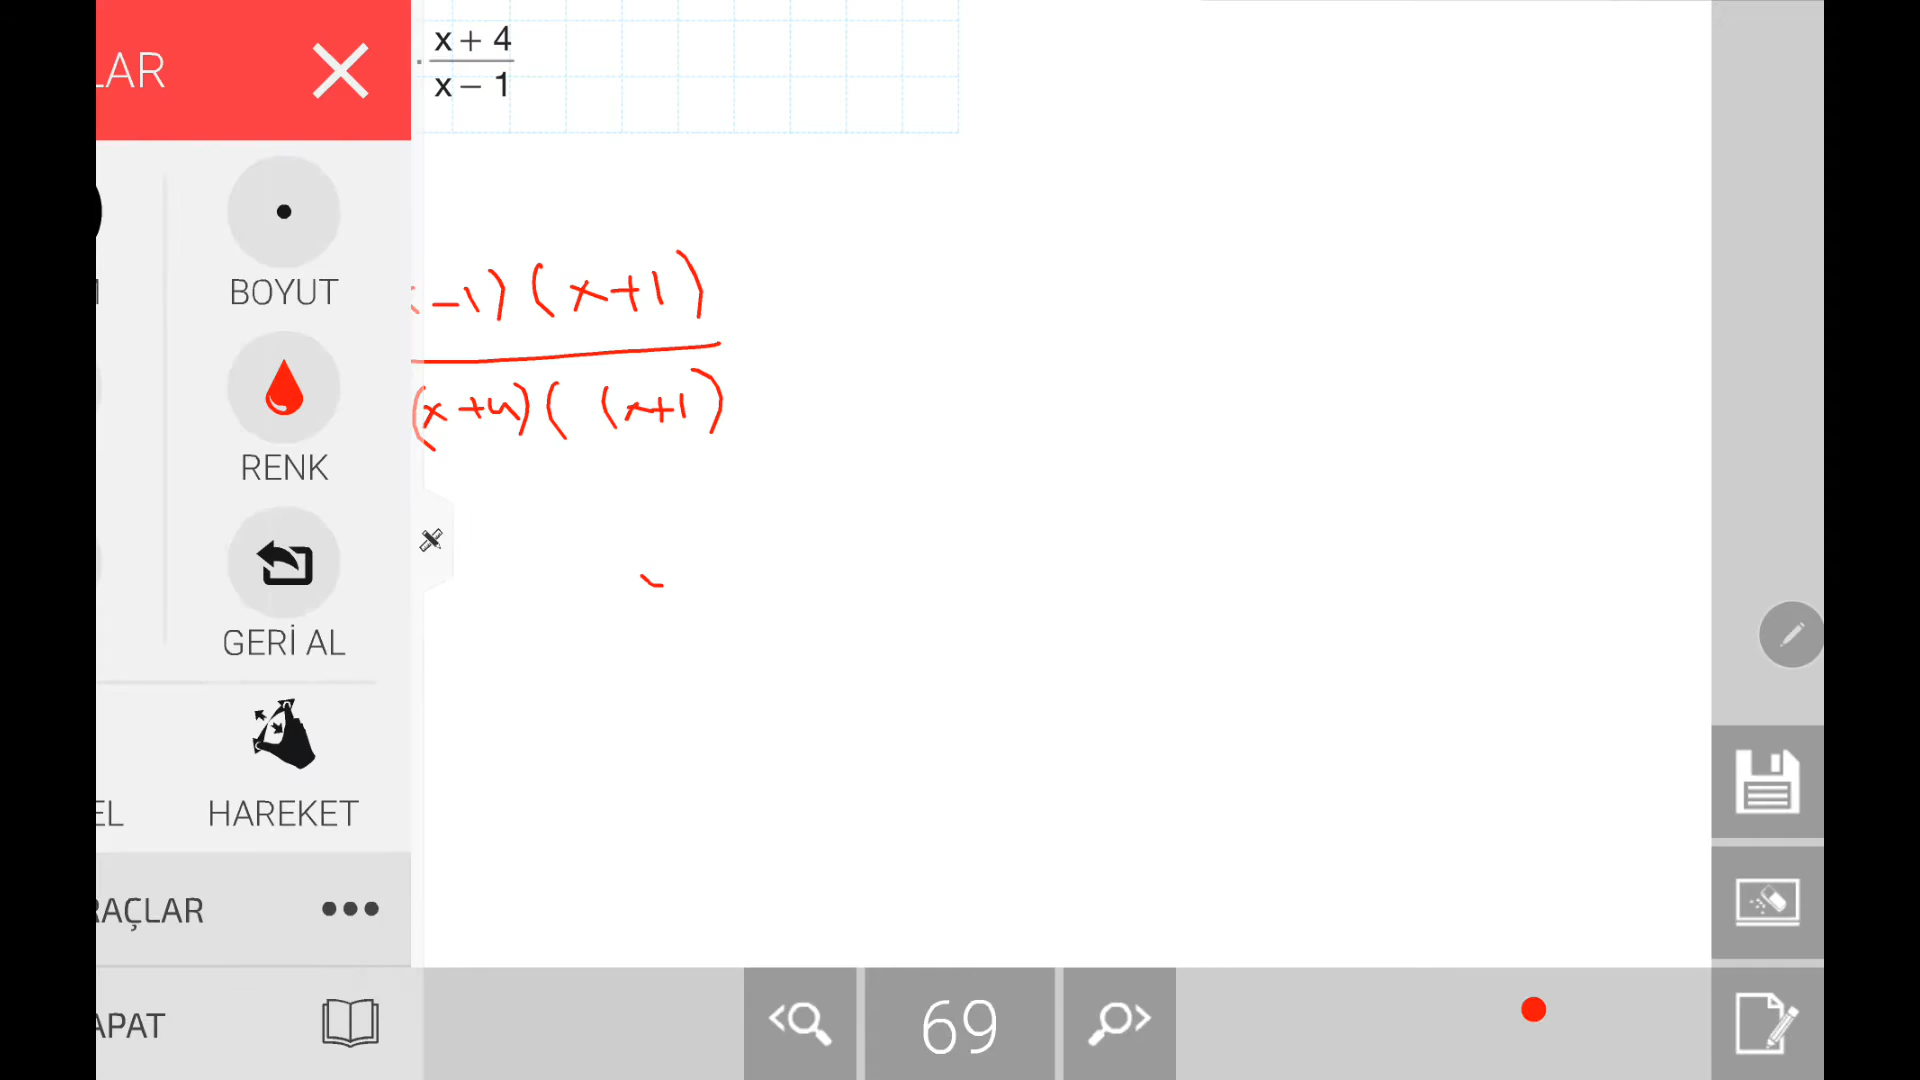 LAR
· x + 4
x − 1
BOYUT
-1) (x+1)
(x+4) ( (x+1)
RENK
GERİ AL
EL
HAREKET
RAÇLAR
APAT
69